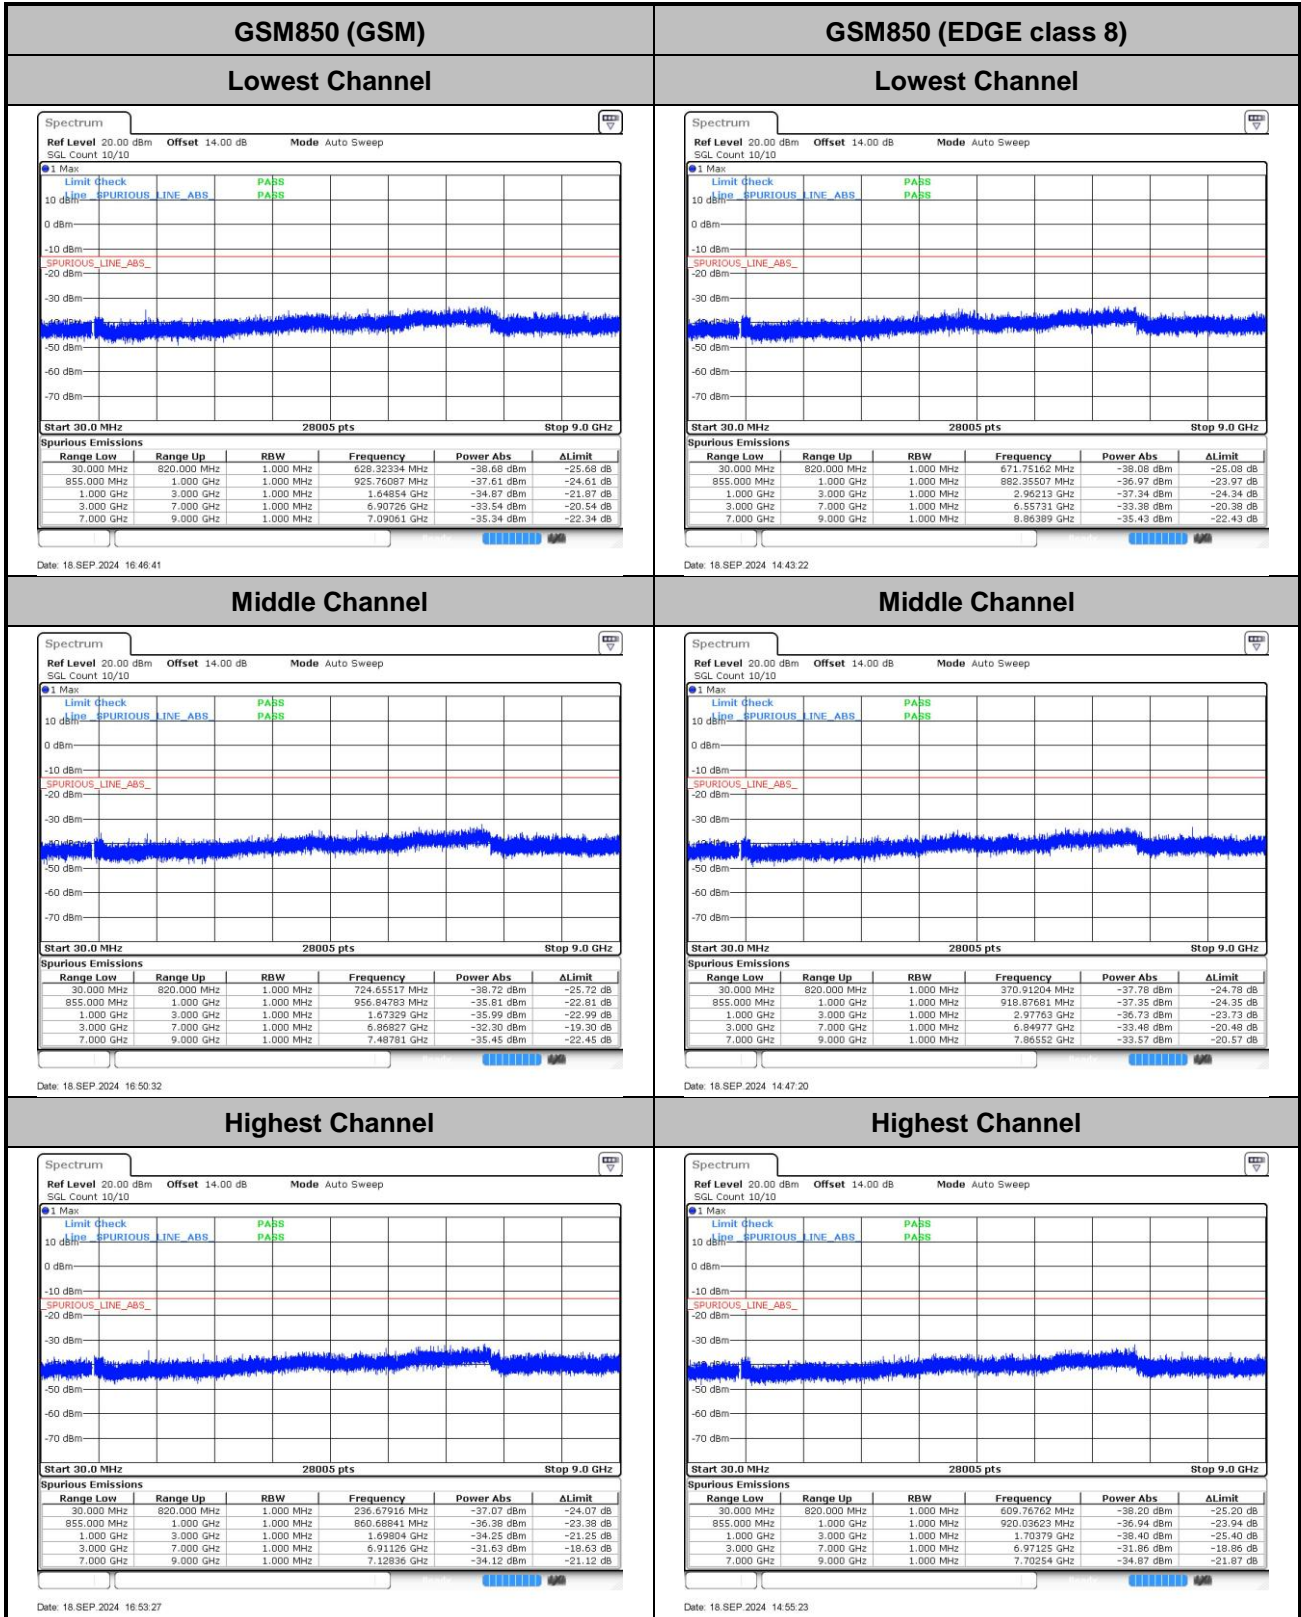 GSM850 (GSM) GSM850 (EDGE class 8)
Lowest Channel Lowest Channel
Spectrum
Ref Level 20.00 dBm Offset 14.00 dB Mode Auto Sweep
SGL Count 10/10
1 Max
Limit Check PASS
10 dBm Line _SPURIOUS_LINE_ABS_ PASS
0 dBm
-10 dBm
_SPURIOUS_LINE_ABS_
-20 dBm
-30 dBm
-40 dBm
-50 dBm
-60 dBm
-70 dBm
Start 30.0 MHz 28005 pts Stop 9.0 GHz
Spurious Emissions
Range Low Range Up RBW Frequency Power Abs ΔLimit
30.000 MHz 820.000 MHz 1.000 MHz 628.32334 MHz -38.68 dBm -25.68 dB
855.000 MHz 1.000 GHz 1.000 MHz 925.76087 MHz -37.61 dBm -24.61 dB
1.000 GHz 3.000 GHz 1.000 MHz 1.64854 GHz -34.87 dBm -21.87 dB
3.000 GHz 7.000 GHz 1.000 MHz 6.90726 GHz -33.54 dBm -20.54 dB
7.000 GHz 9.000 GHz 1.000 MHz 7.09061 GHz -35.34 dBm -22.34 dB
Date: 18.SEP.2024 16:46:41
Spectrum
Ref Level 20.00 dBm Offset 14.00 dB Mode Auto Sweep
SGL Count 10/10
1 Max
Limit Check PASS
10 dBm Line _SPURIOUS_LINE_ABS_ PASS
0 dBm
-10 dBm
_SPURIOUS_LINE_ABS_
-20 dBm
-30 dBm
-40 dBm
-50 dBm
-60 dBm
-70 dBm
Start 30.0 MHz 28005 pts Stop 9.0 GHz
Spurious Emissions
Range Low Range Up RBW Frequency Power Abs ΔLimit
30.000 MHz 820.000 MHz 1.000 MHz 671.75162 MHz -38.08 dBm -25.08 dB
855.000 MHz 1.000 GHz 1.000 MHz 882.35507 MHz -36.97 dBm -23.97 dB
1.000 GHz 3.000 GHz 1.000 MHz 2.96213 GHz -37.34 dBm -24.34 dB
3.000 GHz 7.000 GHz 1.000 MHz 6.55731 GHz -33.38 dBm -20.38 dB
7.000 GHz 9.000 GHz 1.000 MHz 8.86389 GHz -35.43 dBm -22.43 dB
Date: 18.SEP.2024 14:43:22
Middle Channel Middle Channel
Spectrum
Ref Level 20.00 dBm Offset 14.00 dB Mode Auto Sweep
SGL Count 10/10
1 Max
Limit Check PASS
10 dBm Line _SPURIOUS_LINE_ABS_ PASS
0 dBm
-10 dBm
_SPURIOUS_LINE_ABS_
-20 dBm
-30 dBm
-40 dBm
-50 dBm
-60 dBm
-70 dBm
Start 30.0 MHz 28005 pts Stop 9.0 GHz
Spurious Emissions
Range Low Range Up RBW Frequency Power Abs ΔLimit
30.000 MHz 820.000 MHz 1.000 MHz 724.65517 MHz -38.72 dBm -25.72 dB
855.000 MHz 1.000 GHz 1.000 MHz 956.84783 MHz -35.81 dBm -22.81 dB
1.000 GHz 3.000 GHz 1.000 MHz 1.67329 GHz -35.99 dBm -22.99 dB
3.000 GHz 7.000 GHz 1.000 MHz 6.86827 GHz -32.30 dBm -19.30 dB
7.000 GHz 9.000 GHz 1.000 MHz 7.48781 GHz -35.45 dBm -22.45 dB
Date: 18.SEP.2024 16:50:32
Spectrum
Ref Level 20.00 dBm Offset 14.00 dB Mode Auto Sweep
SGL Count 10/10
1 Max
Limit Check PASS
10 dBm Line _SPURIOUS_LINE_ABS_ PASS
0 dBm
-10 dBm
_SPURIOUS_LINE_ABS_
-20 dBm
-30 dBm
-40 dBm
-50 dBm
-60 dBm
-70 dBm
Start 30.0 MHz 28005 pts Stop 9.0 GHz
Spurious Emissions
Range Low Range Up RBW Frequency Power Abs ΔLimit
30.000 MHz 820.000 MHz 1.000 MHz 370.91204 MHz -37.78 dBm -24.78 dB
855.000 MHz 1.000 GHz 1.000 MHz 918.87681 MHz -37.35 dBm -24.35 dB
1.000 GHz 3.000 GHz 1.000 MHz 2.97763 GHz -36.73 dBm -23.73 dB
3.000 GHz 7.000 GHz 1.000 MHz 6.84977 GHz -33.48 dBm -20.48 dB
7.000 GHz 9.000 GHz 1.000 MHz 7.86552 GHz -33.57 dBm -20.57 dB
Date: 18.SEP.2024 14:47:20
Highest Channel Highest Channel
Spectrum
Ref Level 20.00 dBm Offset 14.00 dB Mode Auto Sweep
SGL Count 10/10
1 Max
Limit Check PASS
10 dBm Line _SPURIOUS_LINE_ABS_ PASS
0 dBm
-10 dBm
_SPURIOUS_LINE_ABS_
-20 dBm
-30 dBm
-50 dBm
-60 dBm
-70 dBm
Start 30.0 MHz 28005 pts Stop 9.0 GHz
Spurious Emissions
Range Low Range Up RBW Frequency Power Abs ΔLimit
30.000 MHz 820.000 MHz 1.000 MHz 236.67916 MHz -37.07 dBm -24.07 dB
855.000 MHz 1.000 GHz 1.000 MHz 860.68841 MHz -36.38 dBm -23.38 dB
1.000 GHz 3.000 GHz 1.000 MHz 1.69804 GHz -34.25 dBm -21.25 dB
3.000 GHz 7.000 GHz 1.000 MHz 6.91126 GHz -31.63 dBm -18.63 dB
7.000 GHz 9.000 GHz 1.000 MHz 7.12836 GHz -34.12 dBm -21.12 dB
Date: 18.SEP.2024 16:53:27
Spectrum
Ref Level 20.00 dBm Offset 14.00 dB Mode Auto Sweep
SGL Count 10/10
1 Max
Limit Check PASS
10 dBm Line _SPURIOUS_LINE_ABS_ PASS
0 dBm
-10 dBm
_SPURIOUS_LINE_ABS_
-20 dBm
-30 dBm
-50 dBm
-60 dBm
-70 dBm
Start 30.0 MHz 28005 pts Stop 9.0 GHz
Spurious Emissions
Range Low Range Up RBW Frequency Power Abs ΔLimit
30.000 MHz 820.000 MHz 1.000 MHz 609.76762 MHz -38.20 dBm -25.20 dB
855.000 MHz 1.000 GHz 1.000 MHz 920.03623 MHz -36.94 dBm -23.94 dB
1.000 GHz 3.000 GHz 1.000 MHz 1.70379 GHz -38.40 dBm -25.40 dB
3.000 GHz 7.000 GHz 1.000 MHz 6.97125 GHz -31.86 dBm -18.86 dB
7.000 GHz 9.000 GHz 1.000 MHz 7.70254 GHz -34.87 dBm -21.87 dB
Date: 18.SEP.2024 14:55:23